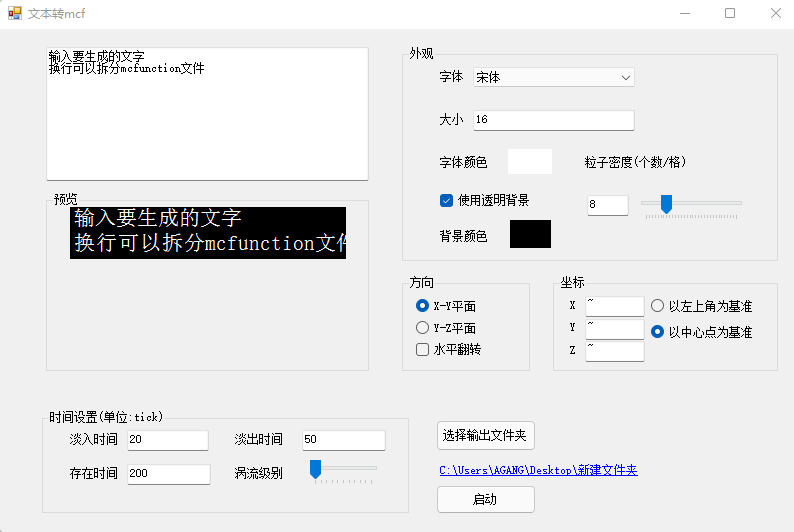 文本转mcf
输入要生成的文字
换行可以拆分mcfunction文件
预览
输入要生成的文字
换行可以拆分mcfunction文
外观
字体 宋体
大小 16
字体颜色 粒子密度(个数/格)
使用透明背景 8
背景颜色
方向
X-Y平面
Y-Z平面
水平翻转
坐标
X ~ 以左上角为基准
Y ~ 以中心点为基准
Z ~
时间设置(单位:tick)
淡入时间 20 淡出时间 50
存在时间 200 涡流级别
选择输出文件夹
C:\Users\AGANG\Desktop\新建文件夹
启动